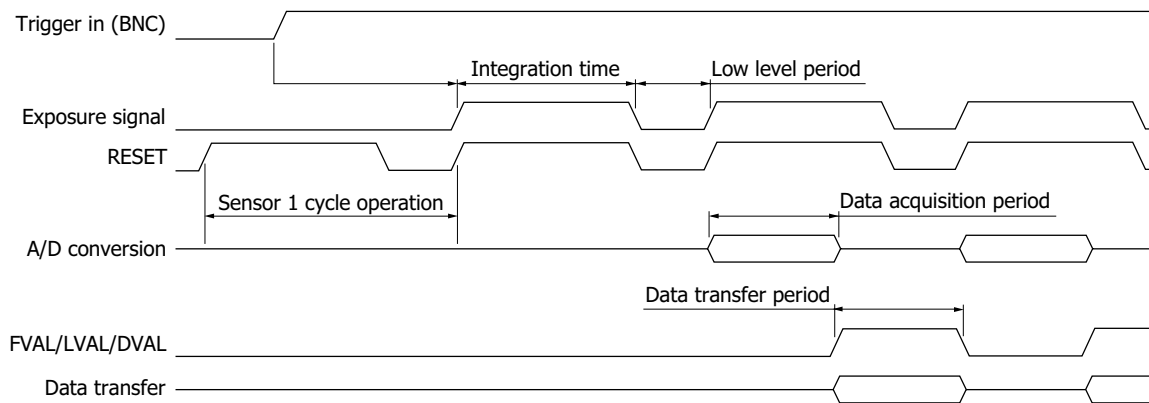 Trigger in (BNC)
Integration time
Low level period
Exposure signal
RESET
Sensor 1 cycle operation
Data acquisition period
A/D conversion
Data transfer period
FVAL/LVAL/DVAL
Data transfer